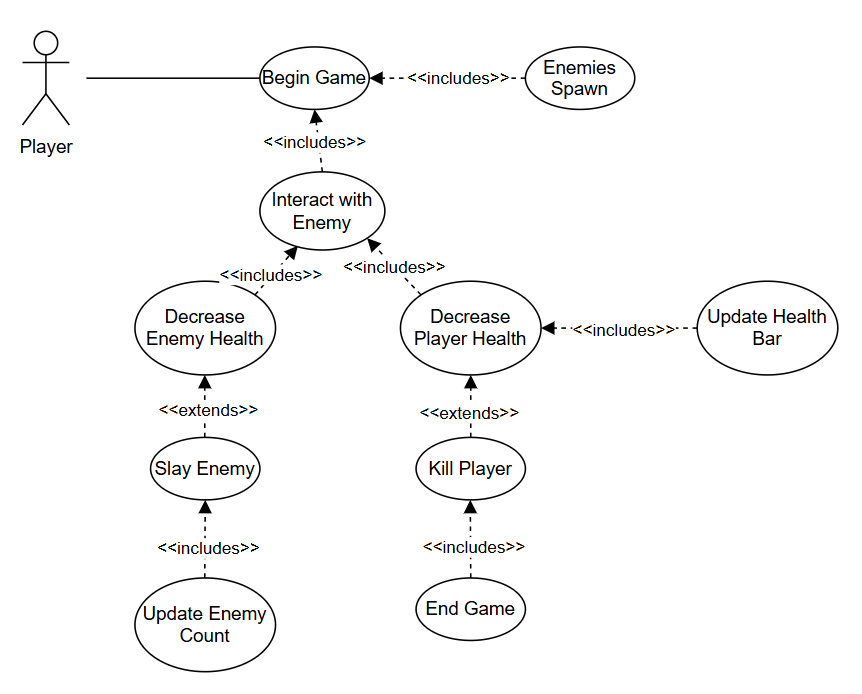 Player
Begin Game
<<includes>>
Enemies
Spawn
<<includes>>
Interact with
Enemy
<<includes>>
<<includes>>
Decrease
Enemy Health
Decrease
Player Health
<<includes>>
Update Health
Bar
<<extends>>
<<extends>>
Slay Enemy
Kill Player
<<includes>>
<<includes>>
Update Enemy
Count
End Game